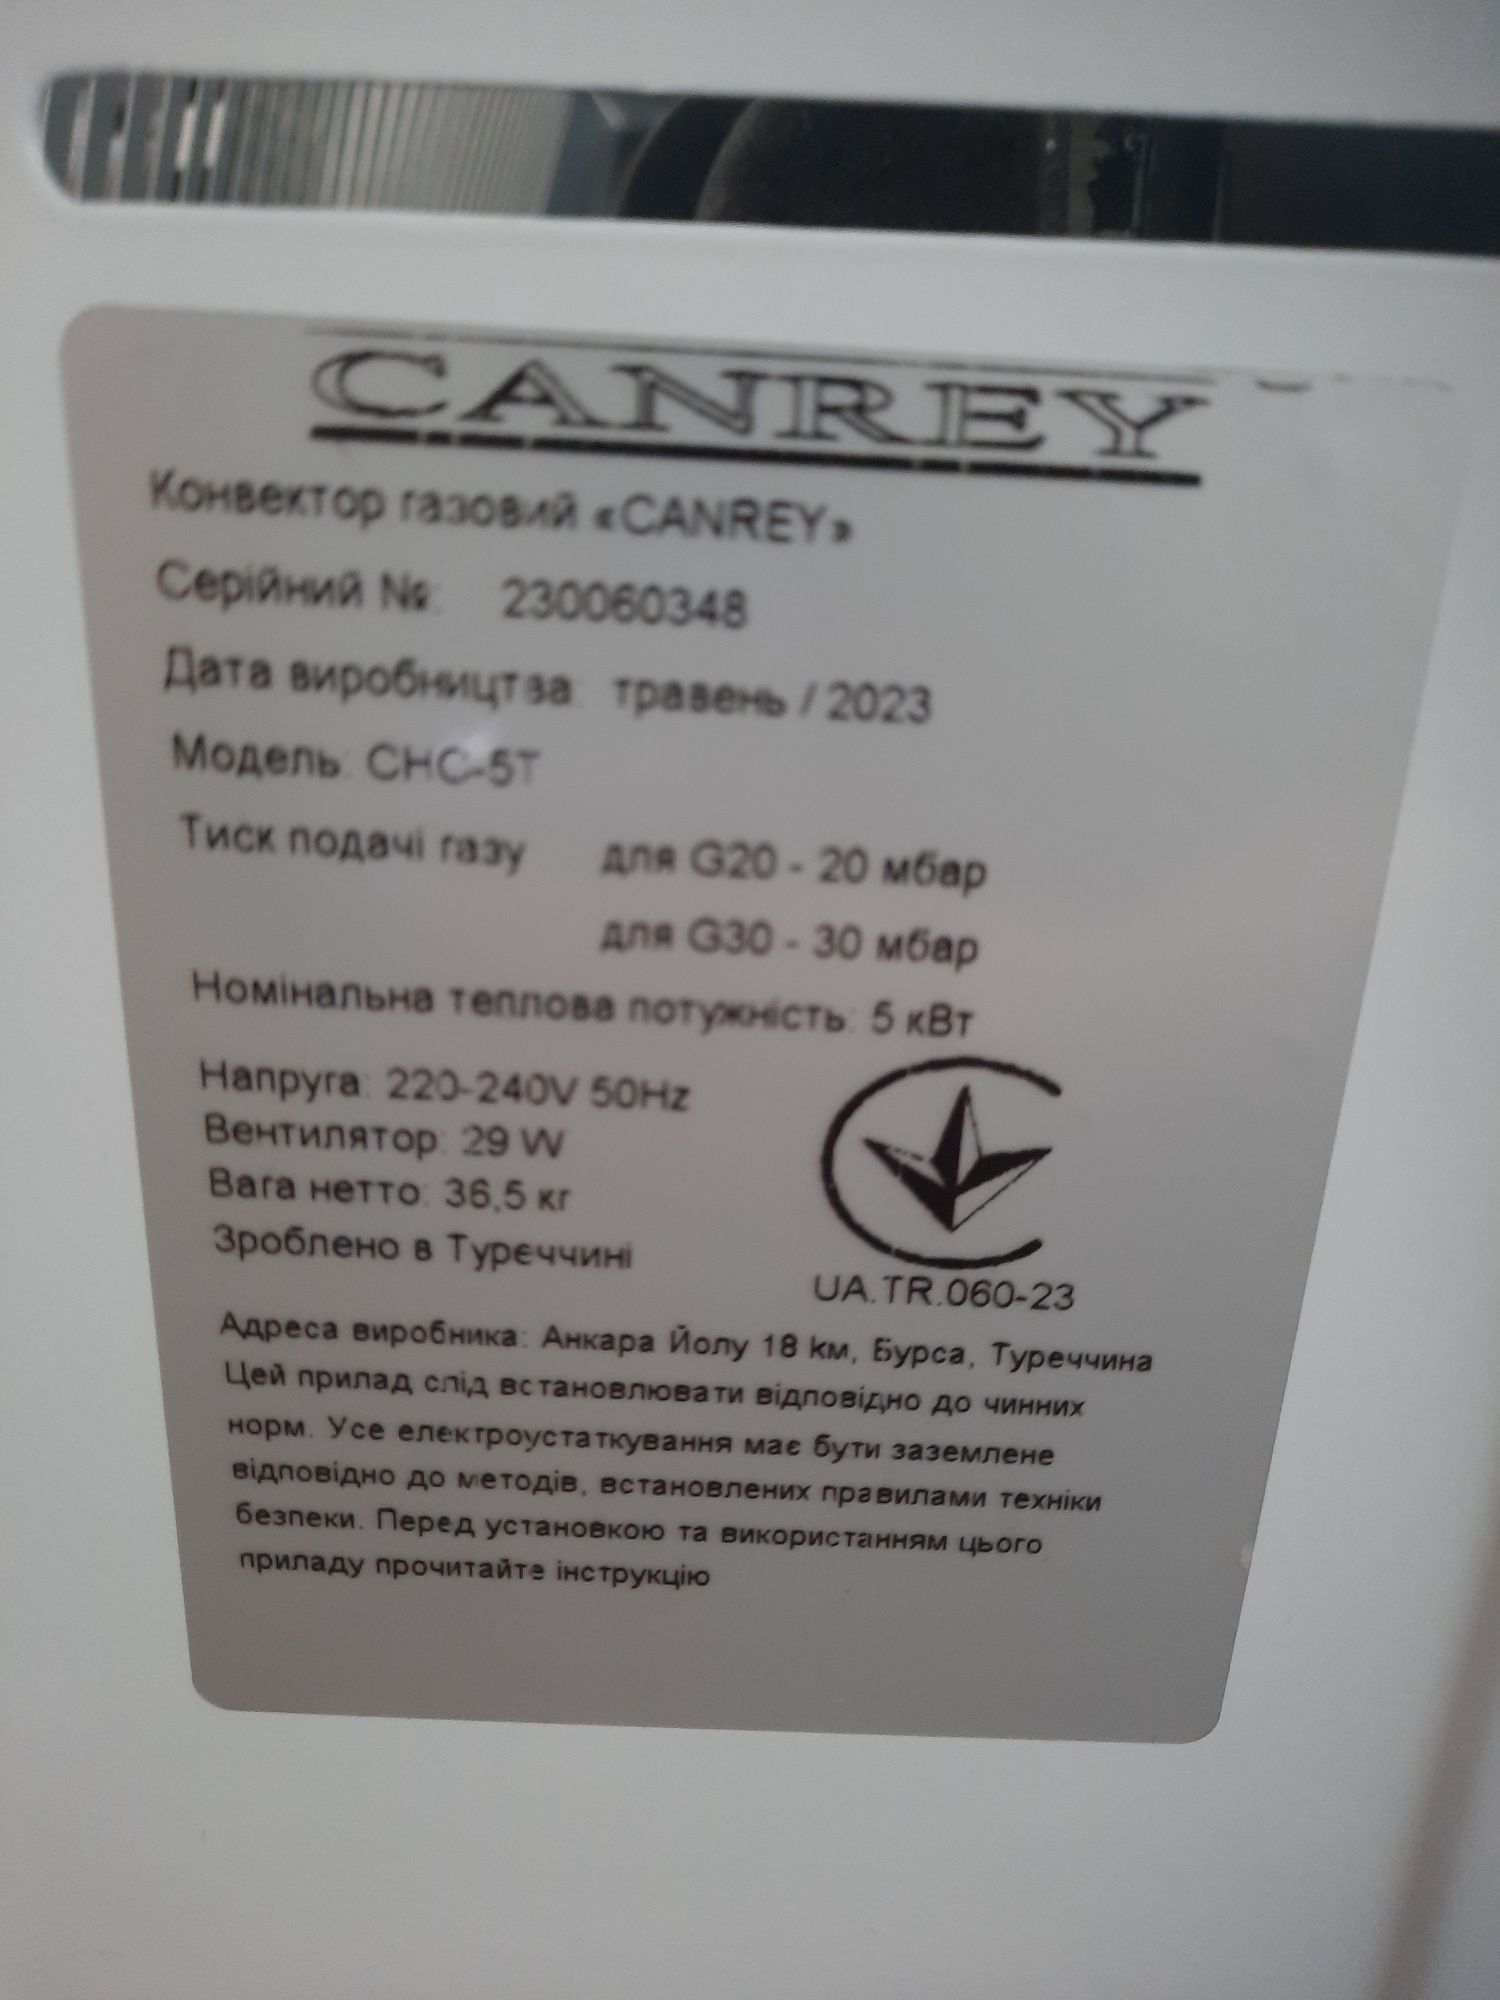 CANREY
Конвектор газовий «CANREY»
Серійний №: 230060348
Дата виробництва: травень / 2023
Модель: CHC-5T
Тиск подачі газу для G20 - 20 мбар
для G30 - 30 мбар
Номінальна теплова потужність: 5 кВт
Напруга: 220-240V 50Hz
Вентилятор: 29 W
Вага нетто: 36,5 кг
Зроблено в Туреччині
UA.TR.060-23
Адреса виробника: Анкара Йолу 18 km, Бурса, Туреччина
Цей прилад слід встановлювати відповідно до чинних
норм. Усе електроустаткування має бути заземлене
відповідно до методів, встановлених правилами техніки
безпеки. Перед установкою та використанням цього
приладу прочитайте інструкцію